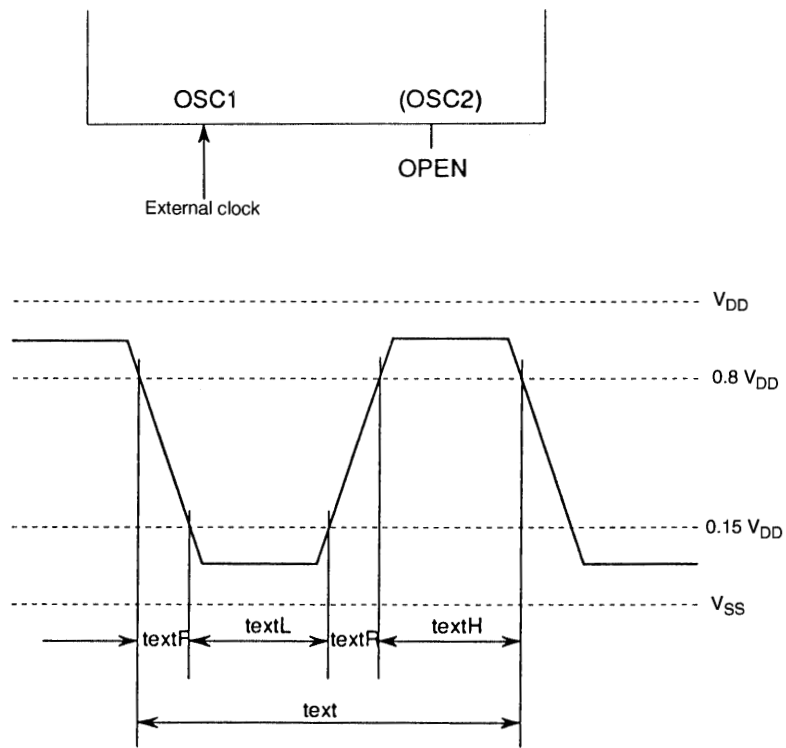 OSC1 (OSC2)
OPEN
External clock
VDD
0.8 VDD
0.15 VDD
VSS
textF textL textR textH
text